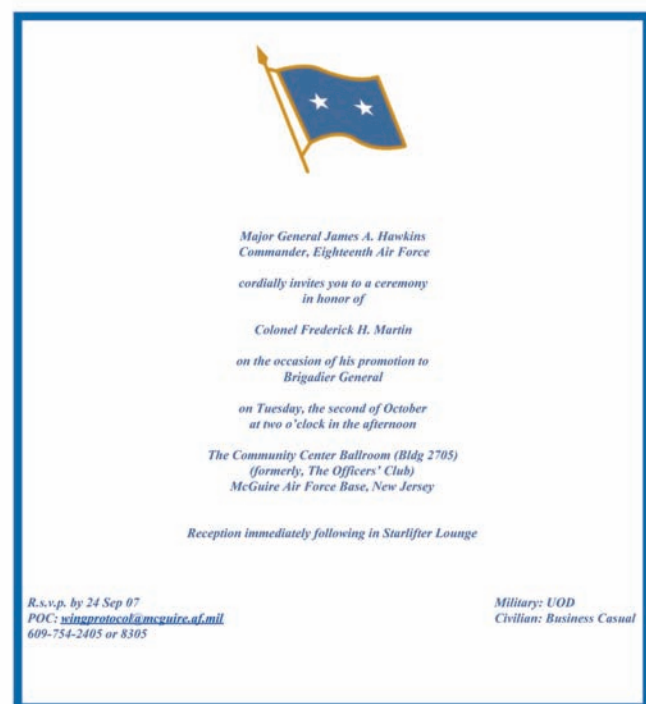 Major General James A. Hawkins
Commander, Eighteenth Air Force
cordially invites you to a ceremony
in honor of
Colonel Frederick H. Martin
on the occasion of his promotion to
Brigadier General
on Tuesday, the second of October
at two o'clock in the afternoon
The Community Center Ballroom (Bldg 2705)
(formerly, The Officers' Club)
McGuire Air Force Base, New Jersey
Reception immediately following in Starlifter Lounge
R.s.v.p. by 24 Sep 07
POC: wingprotocol@mcguire.af.mil
609-754-2405 or 8305
Military: UOD
Civilian: Business Casual